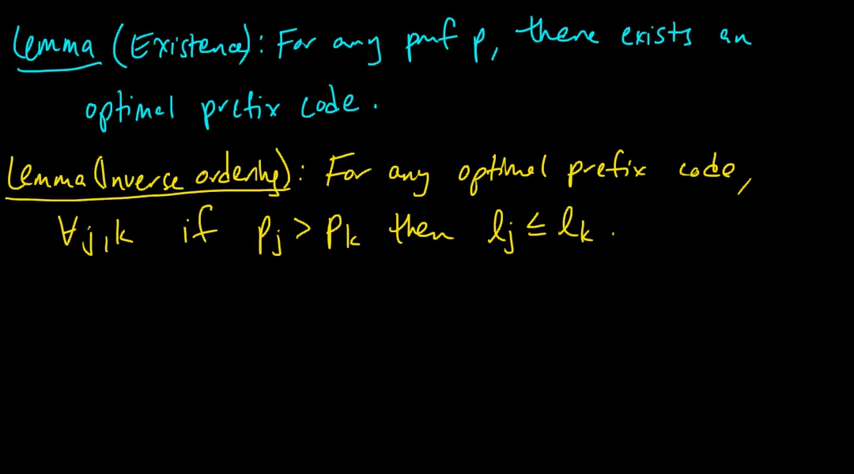 Lemma (Existence): For any pmf p, there exists an
optimal prefix code.
Lemma (Inverse ordering): For any optimal prefix code,
∀j,k if pⱼ > pₖ then lⱼ ≤ lₖ.